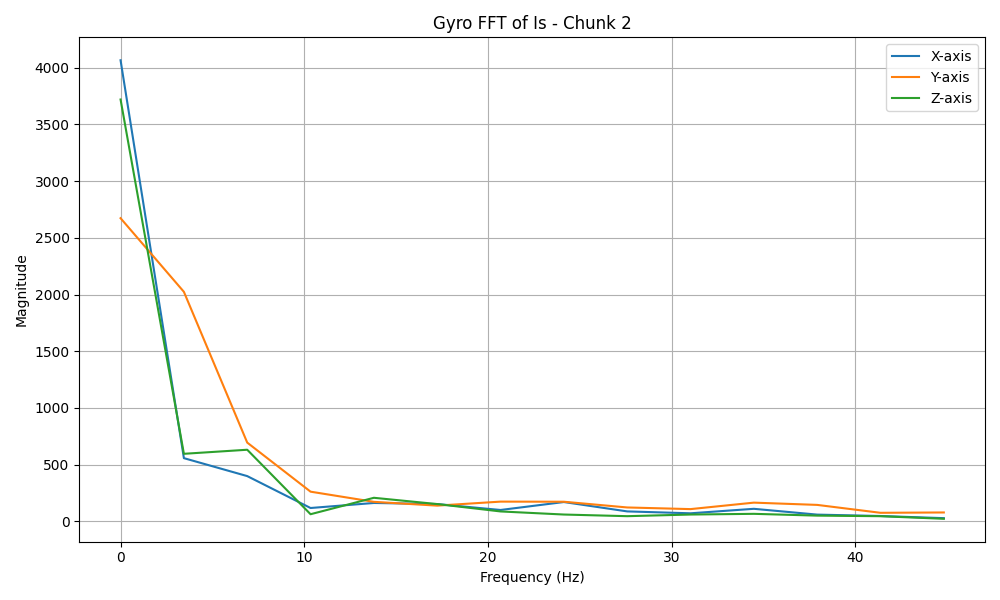 Gyro FFT of Is - Chunk 2
X-axis
Y-axis
Z-axis
Magnitude
4000
3500
3000
2500
2000
1500
1000
500
0
0 10 20 30 40
Frequency (Hz)